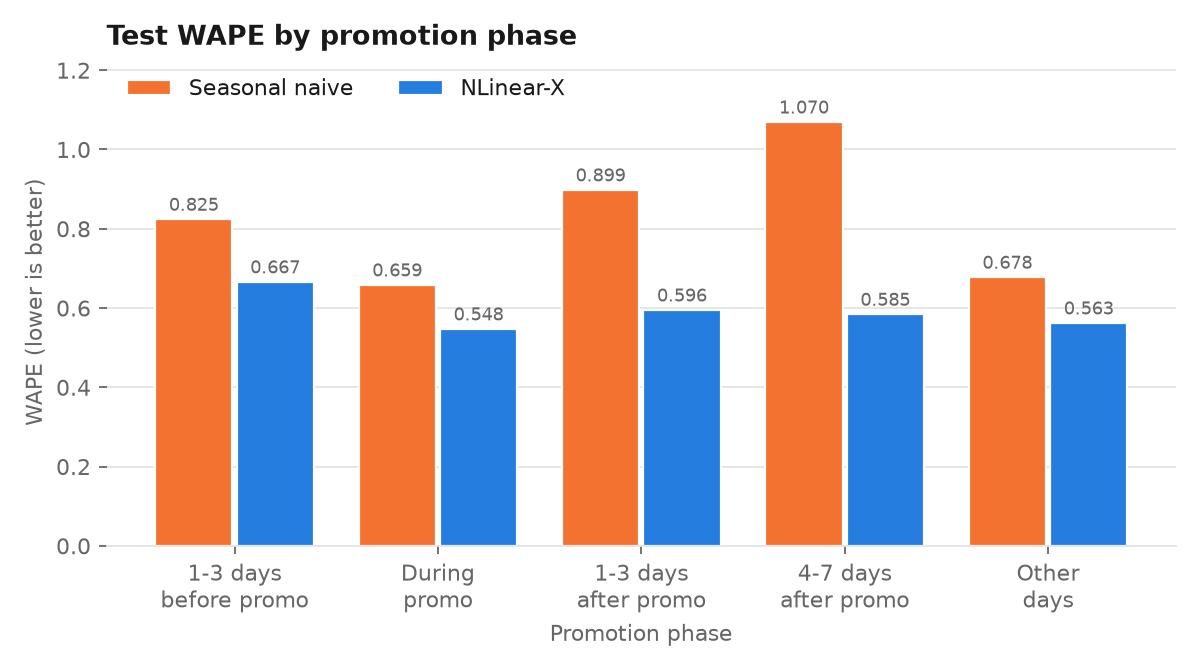 Test WAPE by promotion phase
Seasonal naive
NLinear-X
WAPE (lower is better)
1.2
1.0
0.8
0.6
0.4
0.2
0.0
0.825
0.667
0.659
0.548
0.899
0.596
1.070
0.585
0.678
0.563
1-3 days
before promo
During
promo
1-3 days
after promo
4-7 days
after promo
Other
days
Promotion phase